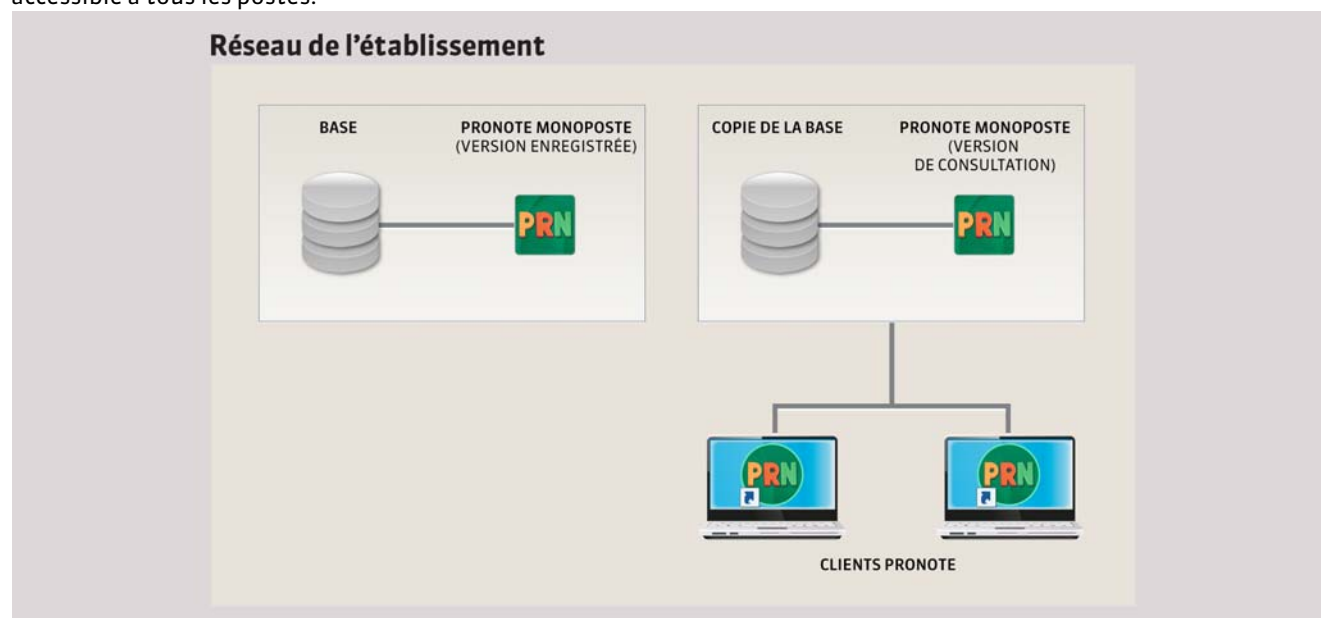 accessible à tous les postes.
Réseau de l'établissement
BASE
PRONOTE MONOPOSTE
(VERSION ENREGISTRÉE)
PRN
COPIE DE LA BASE
PRONOTE MONOPOSTE
(VERSION
DE CONSULTATION)
PRN
PRN
PRN
CLIENTS PRONOTE